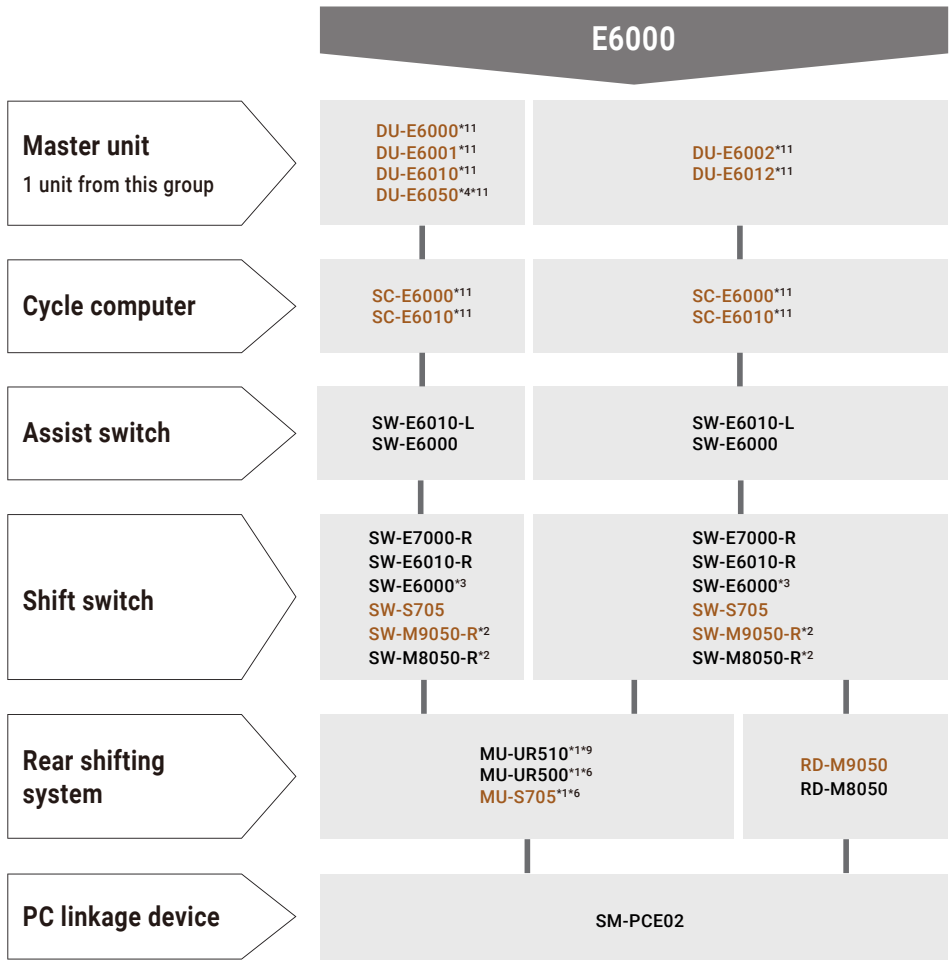 E6000
Master unit
1 unit from this group
DU-E6000*11
DU-E6001*11
DU-E6010*11
DU-E6050*4*11
DU-E6002*11
DU-E6012*11
Cycle computer
SC-E6000*11
SC-E6010*11
SC-E6000*11
SC-E6010*11
Assist switch
SW-E6010-L
SW-E6000
SW-E6010-L
SW-E6000
Shift switch
SW-E7000-R
SW-E6010-R
SW-E6000*3
SW-S705
SW-M9050-R*2
SW-M8050-R*2
SW-E7000-R
SW-E6010-R
SW-E6000*3
SW-S705
SW-M9050-R*2
SW-M8050-R*2
Rear shifting
system
MU-UR510*1*9
MU-UR500*1*6
MU-S705*1*6
RD-M9050
RD-M8050
PC linkage device
SM-PCE02